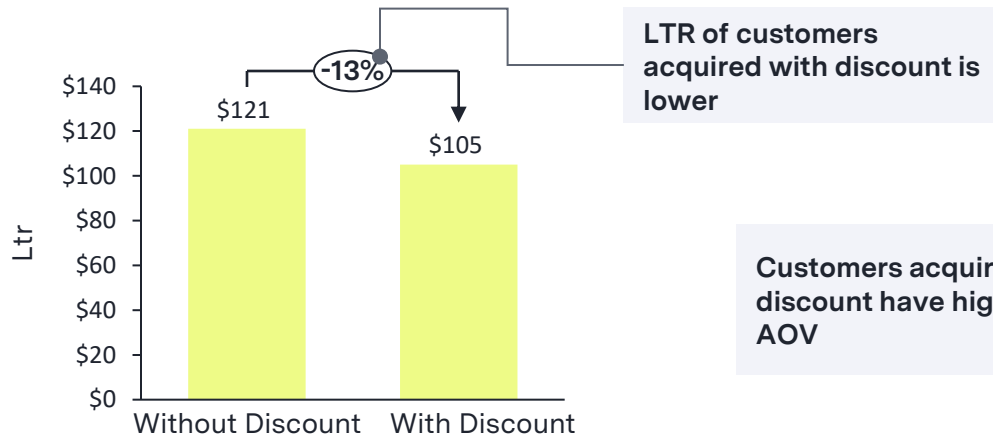 LTR of customers
acquired with discount is
lower
-13%
$140
$120
$100
$80
$60
$40
$20
$0
Ltr
$121
$105
Without Discount
With Discount
Customers acquir
discount have hig
AOV